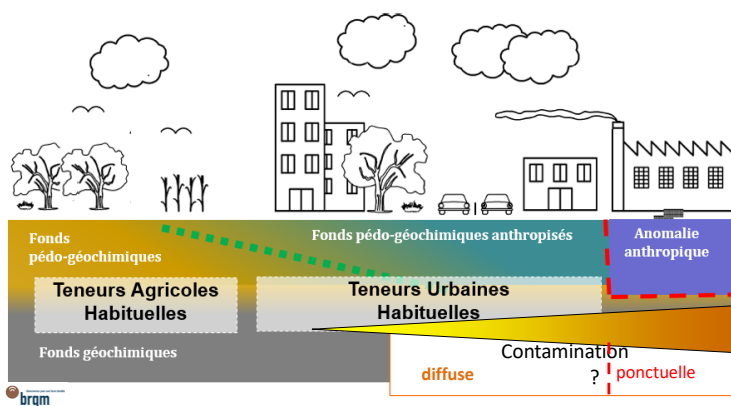 Fonds
pédo-géochimiques
Fonds pédo-géochimiques anthropisés
Anomalie
anthropique
Teneurs Agricoles
Habituelles
Teneurs Urbaines
Habituelles
Fonds géochimiques
Contamination
diffuse
?
ponctuelle
brgm